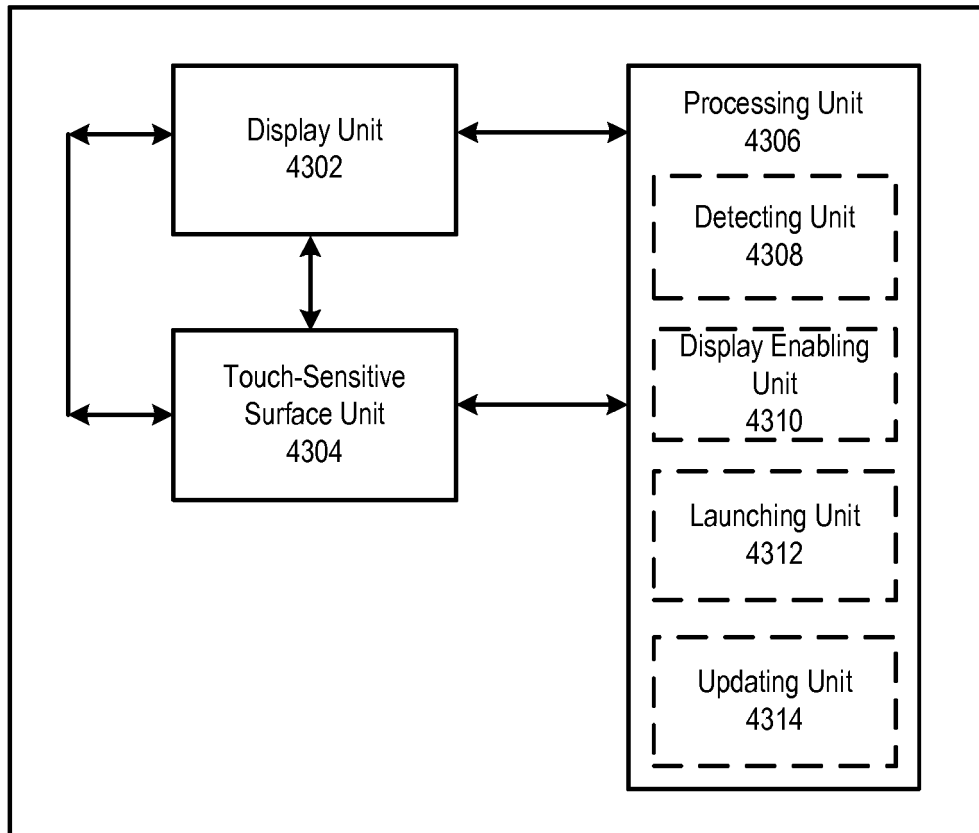 Display Unit
4302
Touch-Sensitive
Surface Unit
4304
Processing Unit
4306
Detecting Unit
4308
Display Enabling
Unit
4310
Launching Unit
4312
Updating Unit
4314